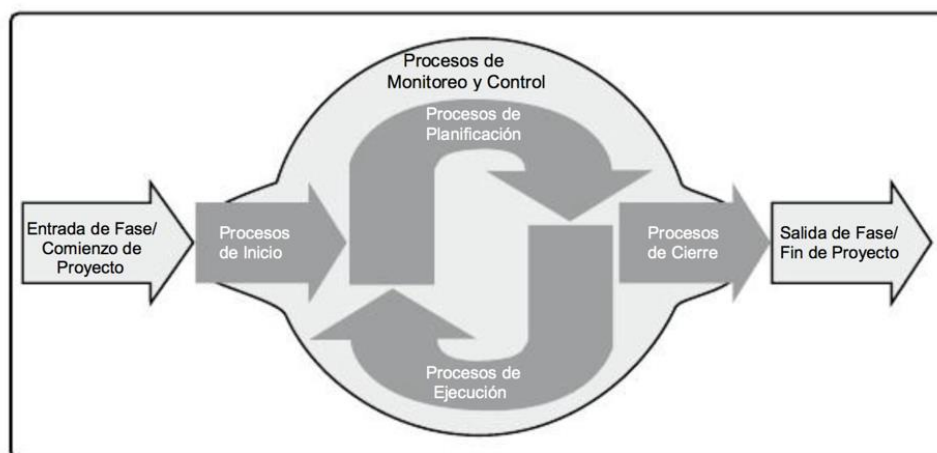 Procesos de
Monitoreo y Control
Procesos de
Planificación
Entrada de Fase/
Comienzo de
Proyecto
Procesos
de Inicio
Procesos
de Cierre
Salida de Fase/
Fin de Proyecto
Procesos de
Ejecución